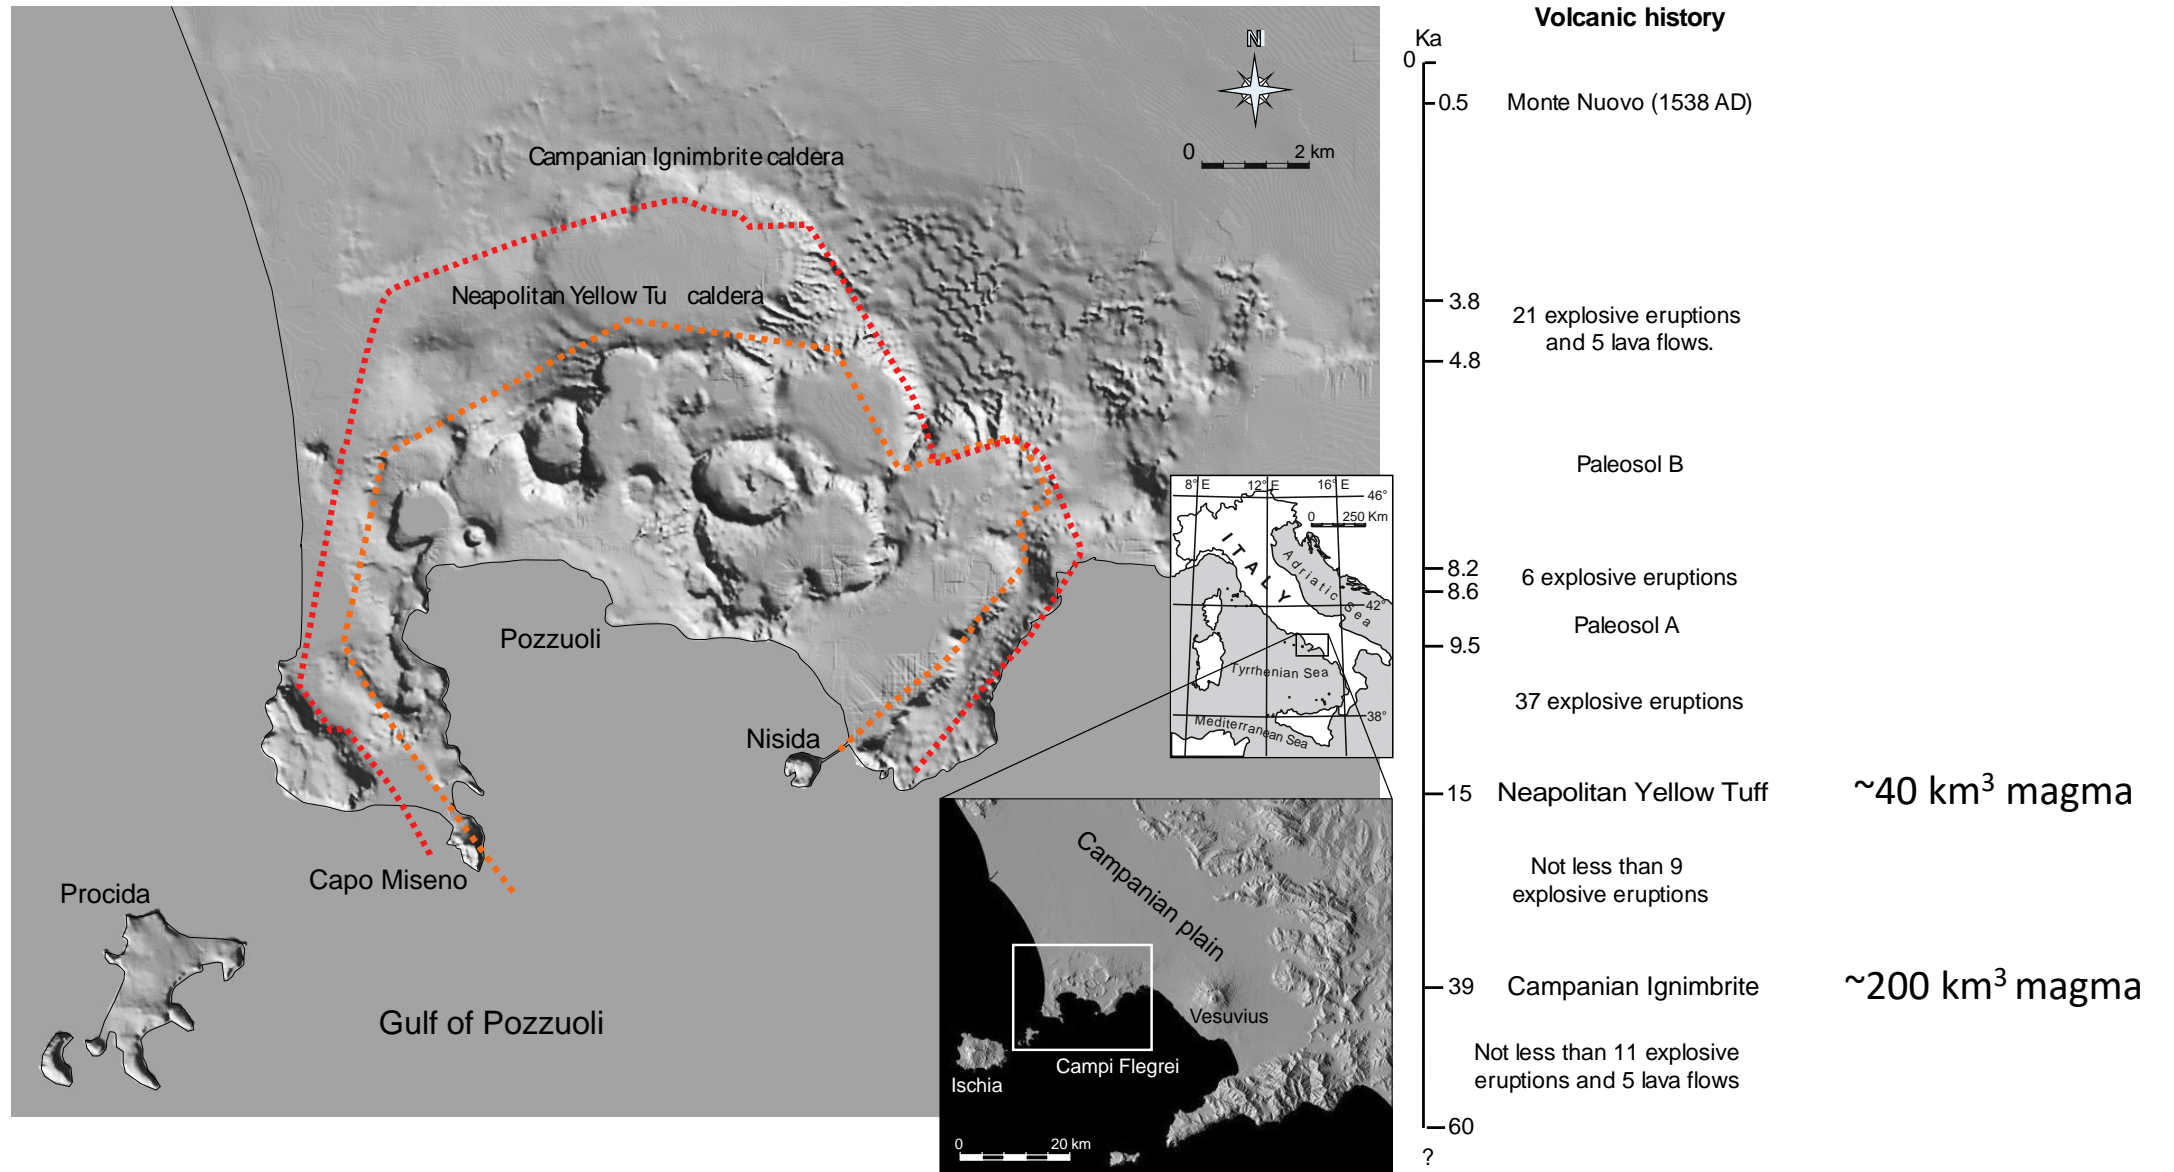 Volcanic history
Ka
0
0.5
Monte Nuovo (1538 AD)
3.8
21 explosive eruptions
and 5 lava flows.
4.8
Paleosol B
8.2
6 explosive eruptions
8.6
Paleosol A
9.5
37 explosive eruptions
15
Neapolitan Yellow Tuff
~40 km³ magma
Not less than 9
explosive eruptions
39
Campanian Ignimbrite
~200 km³ magma
Not less than 11 explosive
eruptions and 5 lava flows
60
?
N
0 2 km
Campanian Ignimbrite caldera
Neapolitan Yellow Tu caldera
Pozzuoli
Nisida
Capo Miseno
Procida
Gulf of Pozzuoli
8° E 12° E 16° E
46°
0 250 Km
ITALY
Adriatic Sea
42°
Tyrrhenian Sea
38°
Mediterranean Sea
Campanian plain
Vesuvius
Campi Flegrei
Ischia
0 20 km